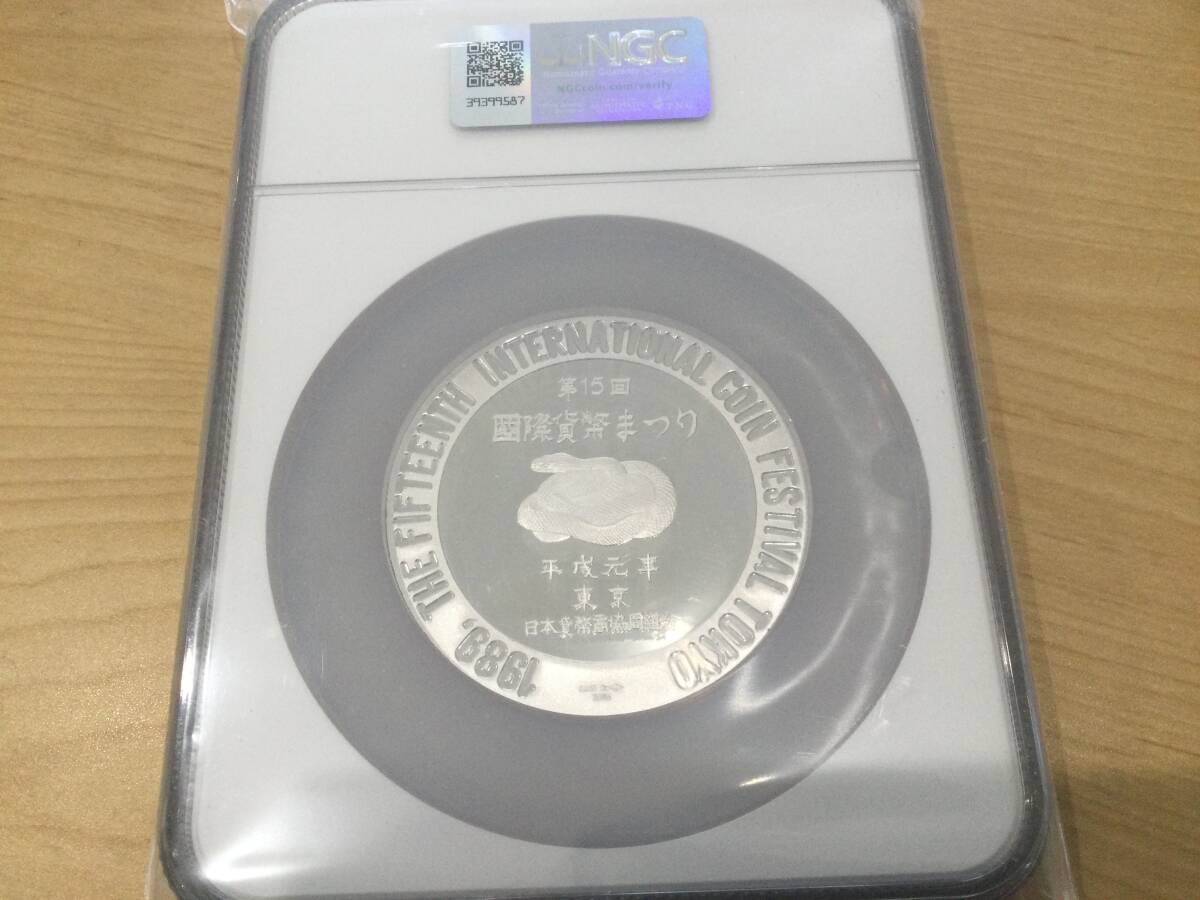 NGC
NGCcoin.com/verify
39399587
1989. THE FIFTEENTH INTERNATIONAL COIN FESTIVAL TOKYO
第15回
國際貨幣まつり
平成元年
東京
日本貨幣商協同組合